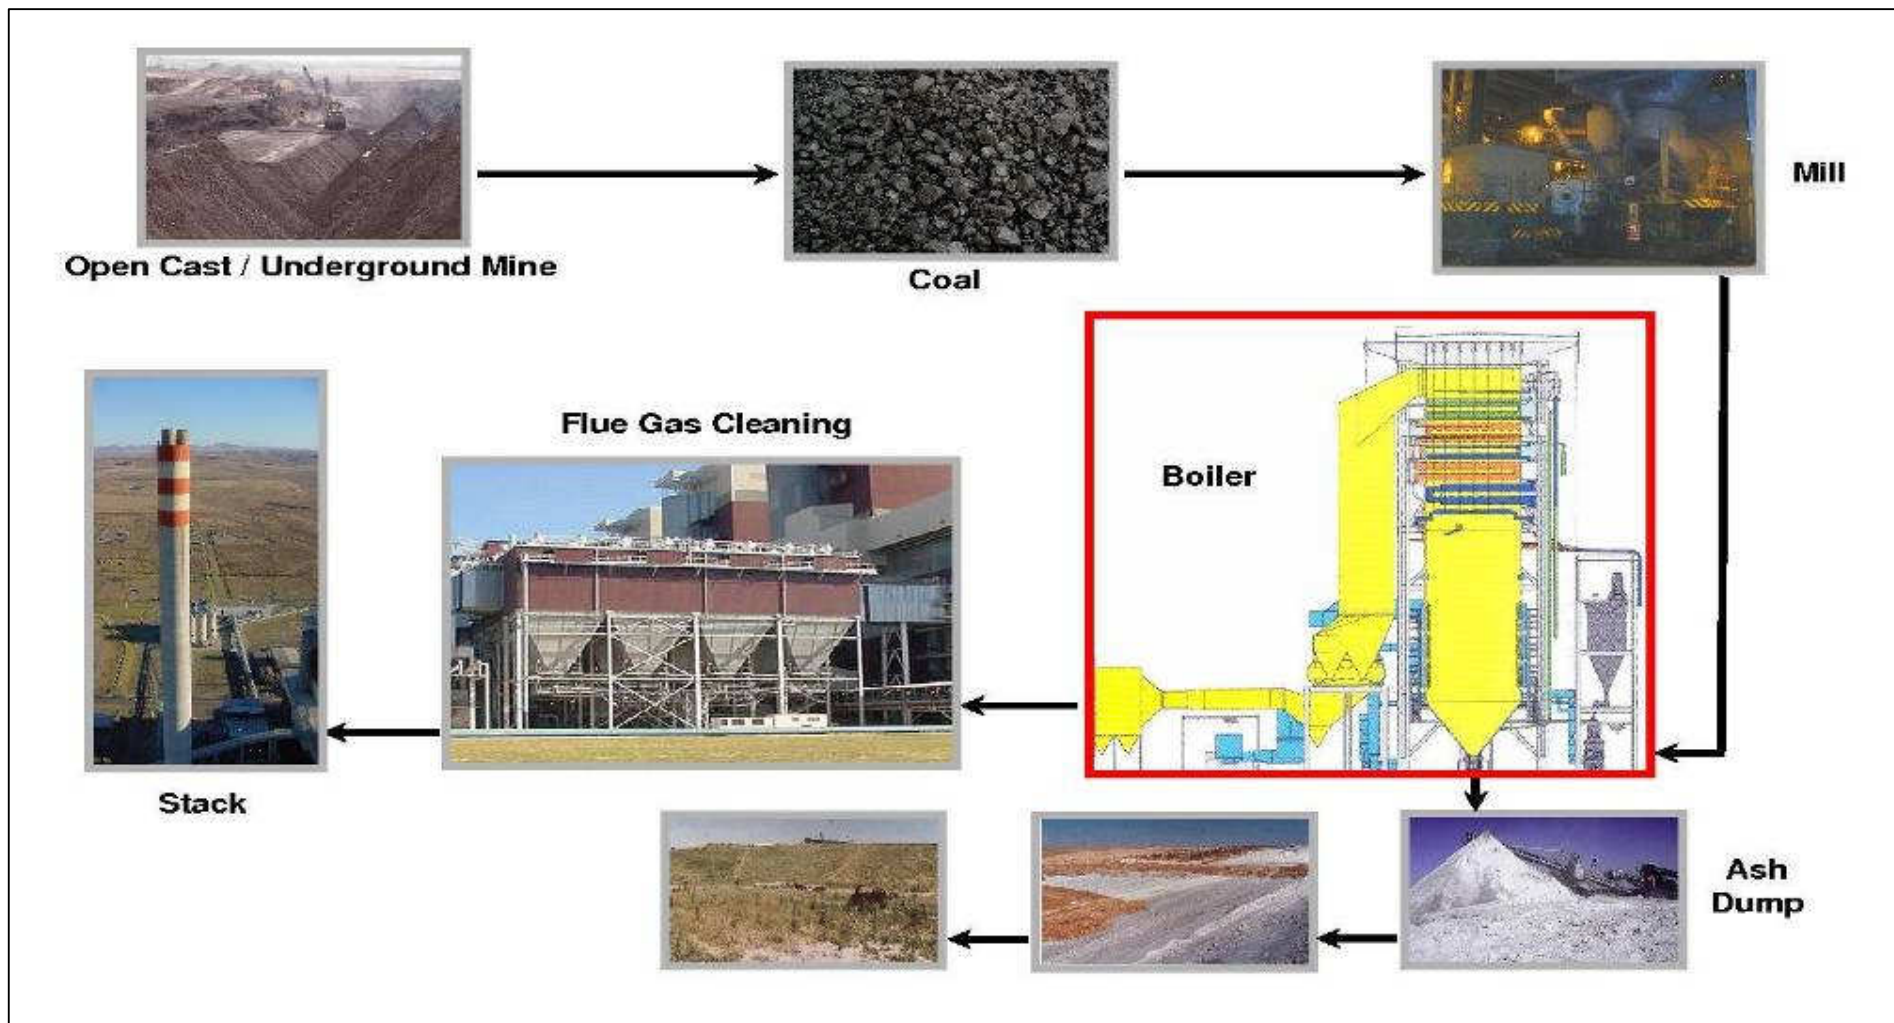 Open Cast / Underground Mine
Coal
Mill
Flue Gas Cleaning
Boiler
Stack
Ash
Dump